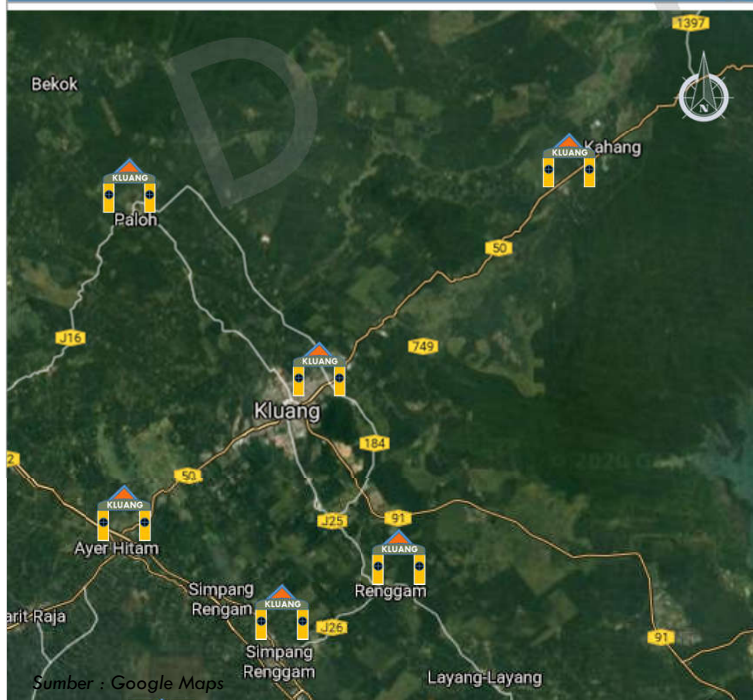 1397
N
Bekok
Kahang
KLUANG
KLUANG
Paloh
50
J16
749
KLUANG
Kluang
184
2
50
KLUANG
J25
91
Ayer Hitam
KLUANG
Renggam
Simpang
Rengam
KLUANG
arit Raja
J26
91
Simpang
Renggam
Layang-Layang
Sumber : Google Maps
D